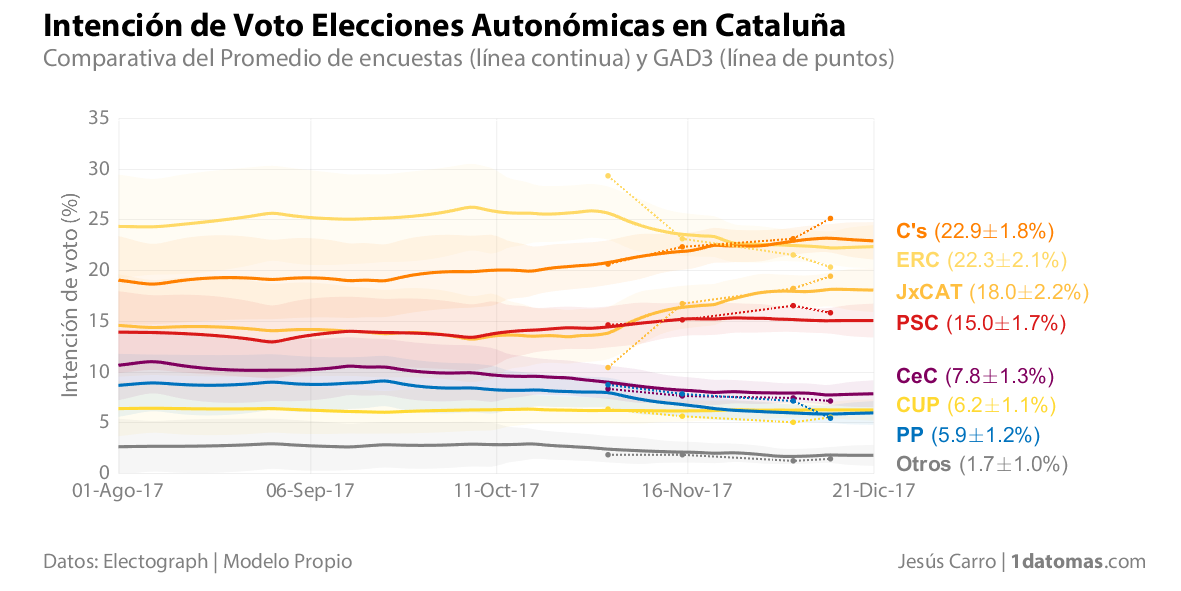 Intención de Voto Elecciones Autonómicas en Cataluña
Comparativa del Promedio de encuestas (línea continua) y GAD3 (línea de puntos)
Intención de voto (%)
35
30
25
20
15
10
5
0
01-Ago-17
06-Sep-17
11-Oct-17
16-Nov-17
21-Dic-17
C's (22.9±1.8%)
ERC (22.3±2.1%)
JxCAT (18.0±2.2%)
PSC (15.0±1.7%)
CeC (7.8±1.3%)
CUP (6.2±1.1%)
PP (5.9±1.2%)
Otros (1.7±1.0%)
Datos: Electograph | Modelo Propio
Jesús Carro | 1datomas.com